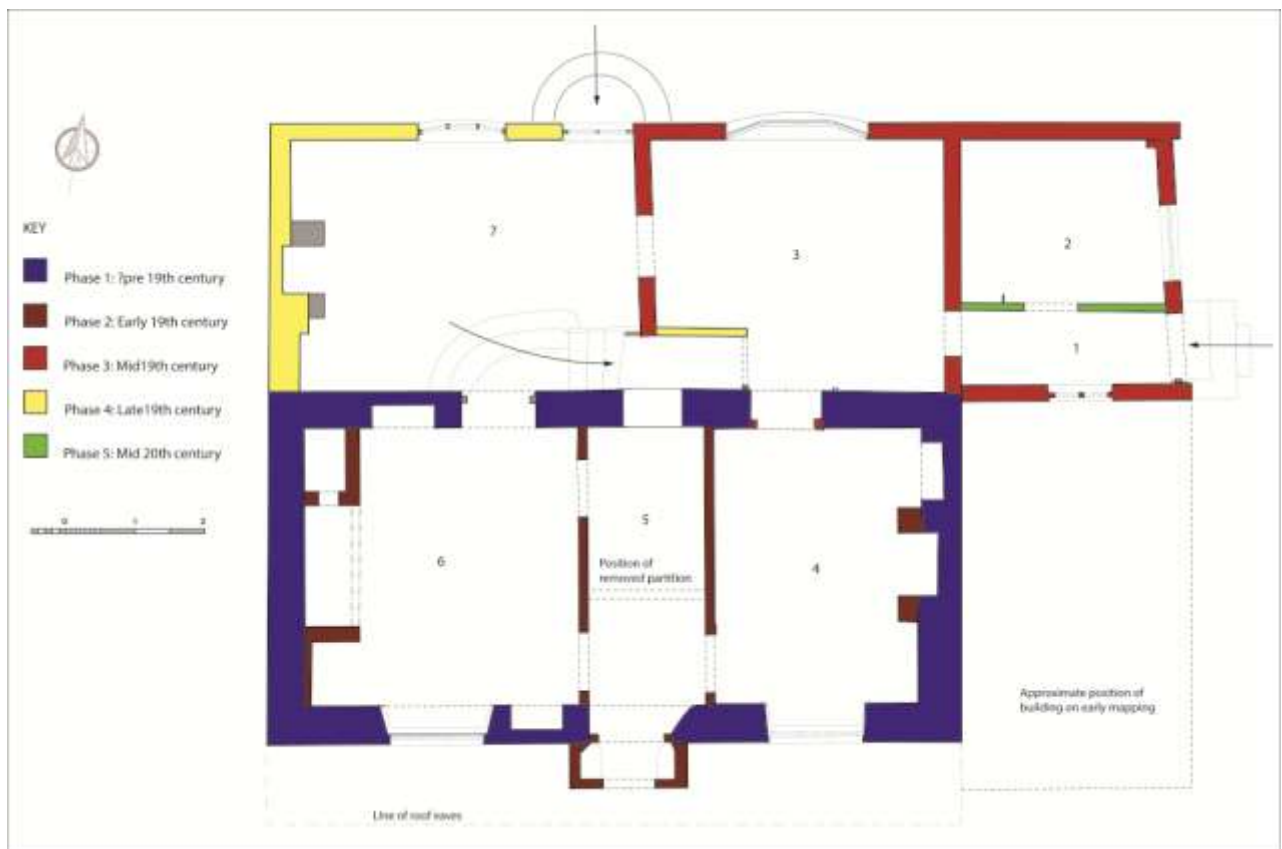 KEY
Phase 1: ?pre 19th century
Phase 2: Early 19th century
Phase 3: Mid19th century
Phase 4: Late19th century
Phase 5: Mid 20th century
0 1 2
7
3
2
1
6
5
Position of
removed partition
4
Approximate position of
building on early mapping
Line of roof eaves